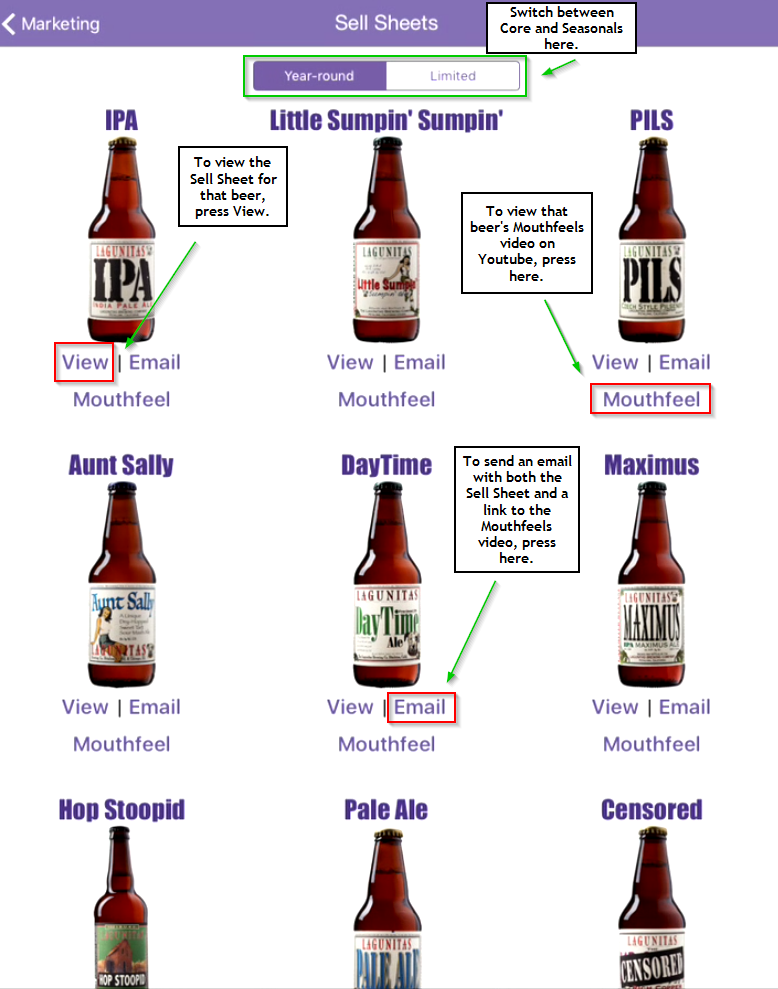 Marketing
Sell Sheets
Switch between
Core and Seasonals
here.
Year-round
Limited
IPA
Little Sumpin' Sumpin'
PILS
To view the
Sell Sheet for
that beer,
press View.
To view that
beer's Mouthfeels
video on
Youtube, press
here.
LAGUNITAS
IPA
INDIA PALE ALE
LAGUNITAS
Little Sumpin'
LAGUNITAS
PILS
View | Email
View | Email
View | Email
Mouthfeel
Mouthfeel
Mouthfeel
Aunt Sally
DayTime
Maximus
To send an email
with both the
Sell Sheet and a
link to the
Mouthfeels
video, press
here.
Aunt Sally
LAGUNITAS
LAGUNITAS
DayTime
Ale
LAGUNITAS
MAXIMUS
IPA MAXIMUS ALE
View | Email
View | Email
View | Email
Mouthfeel
Mouthfeel
Mouthfeel
Hop Stoopid
Pale Ale
Censored
HOP STOOPID
LAGUNITAS
PALE ALE
LAGUNITAS
CENSORED